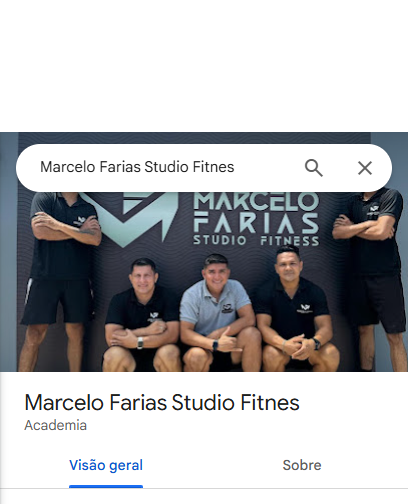 Marcelo Farias Studio Fitnes
MARCELO
FARIAS
STUDIO FITNESS
Marcelo Farias Studio Fitnes
Academia
Visão geral
Sobre